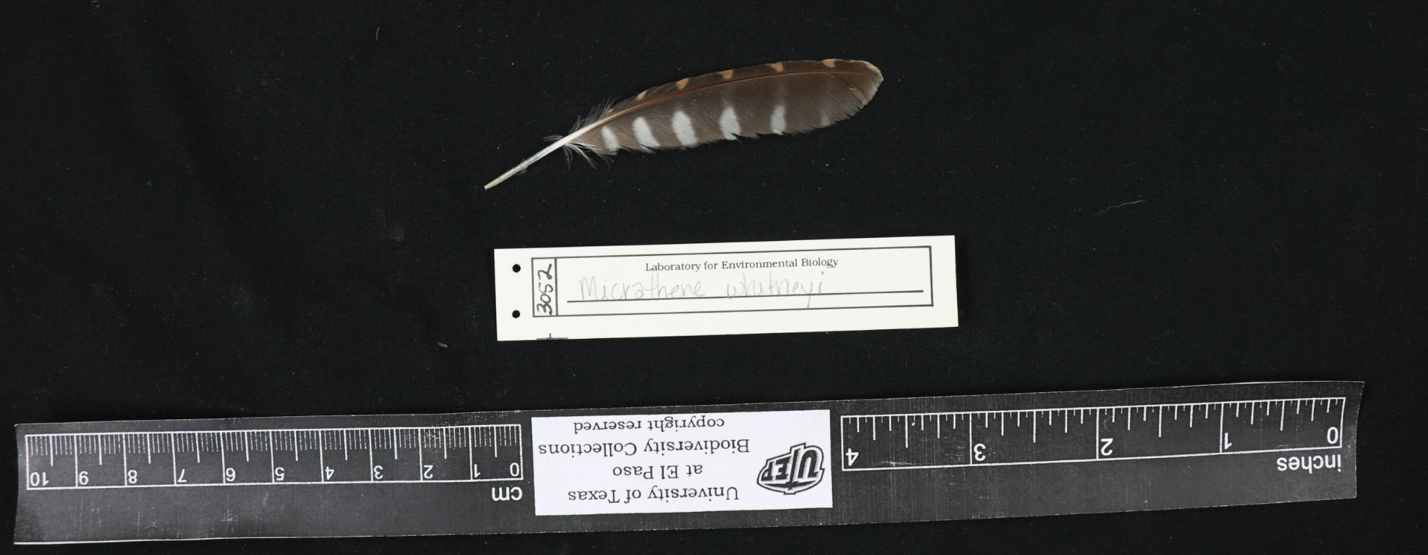 Laboratory for Environmental Biology
3052
Micrathene whitneyi
University of Texas
at El Paso
Biodiversity Collections
copyright reserved
UTEP
cm
0 1 2 3 4 5 6 7 8 9 10
inches
0 1 2 3 4